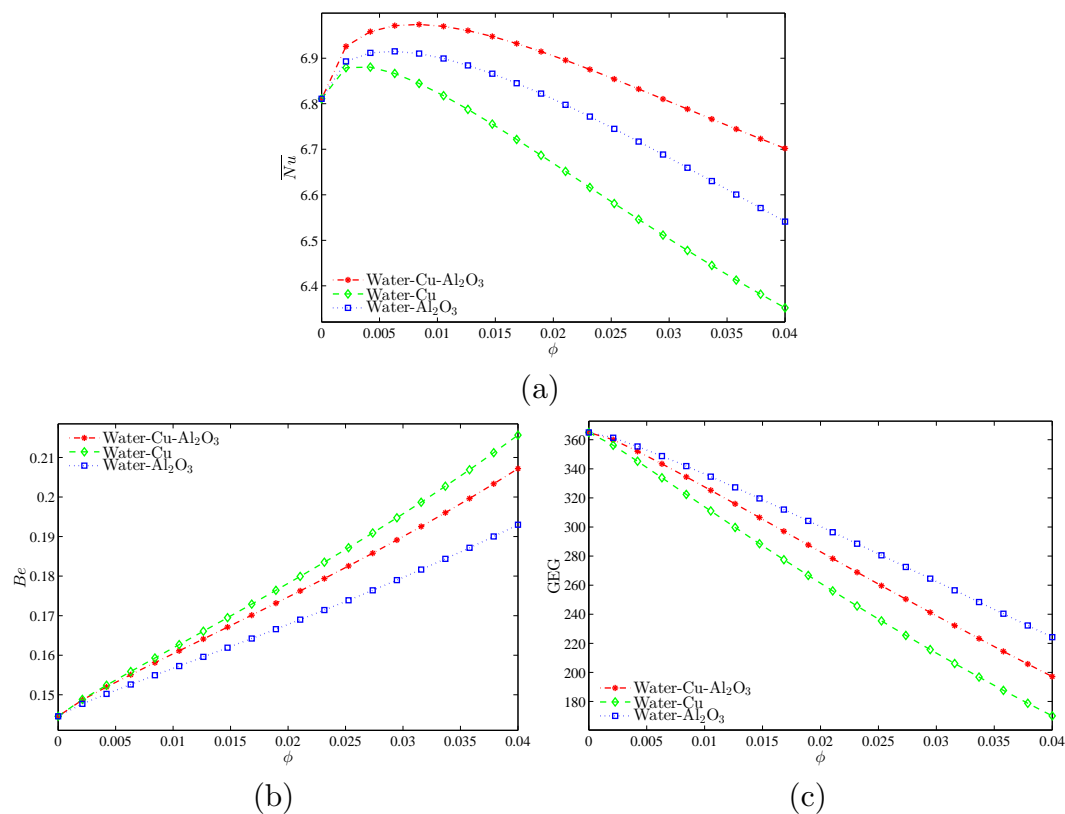 6.9
6.8
6.7
6.6
6.5
6.4
N̅u̅
Water-Cu-Al₂O₃
Water-Cu
Water-Al₂O₃
0 0.005 0.01 0.015 0.02 0.025 0.03 0.035 0.04
ϕ
(a)
0.21
0.2
0.19
0.18
0.17
0.16
0.15
Be
Water-Cu-Al₂O₃
Water-Cu
Water-Al₂O₃
0 0.005 0.01 0.015 0.02 0.025 0.03 0.035 0.04
ϕ
(b)
360
340
320
300
280
260
240
220
200
180
GEG
Water-Cu-Al₂O₃
Water-Cu
Water-Al₂O₃
0 0.005 0.01 0.015 0.02 0.025 0.03 0.035 0.04
ϕ
(c)